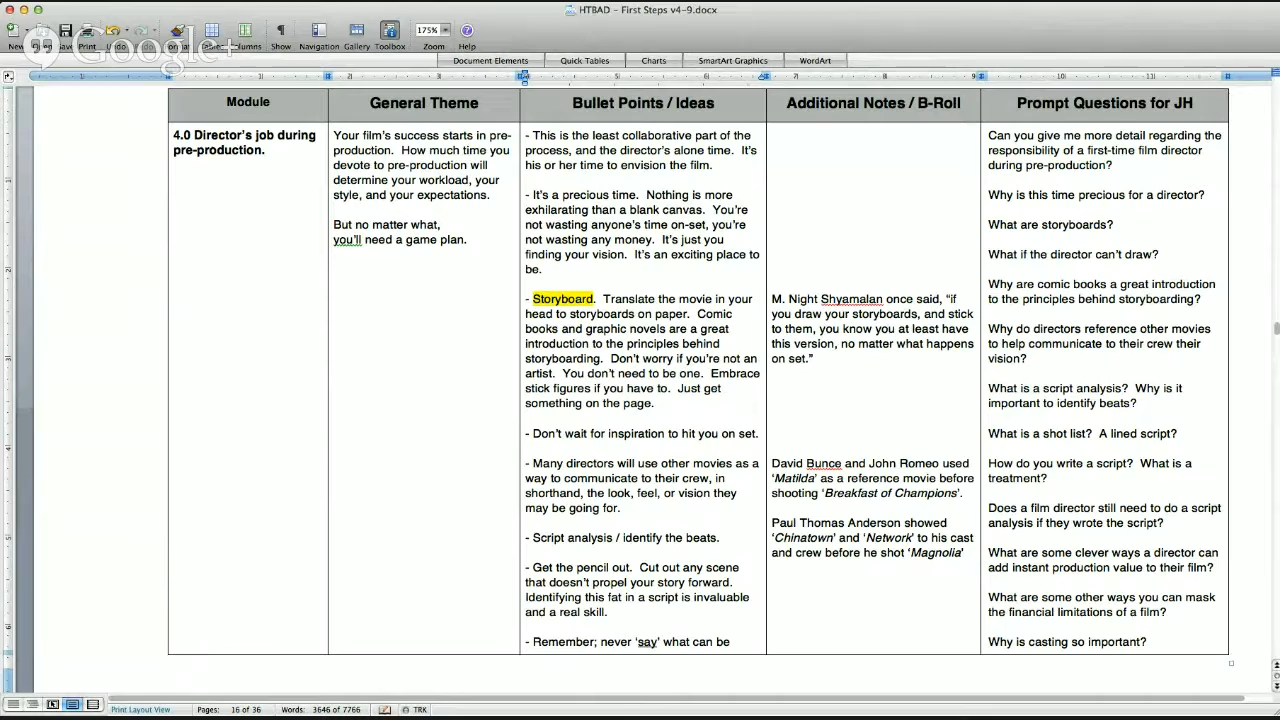 HTBAD - First Steps v4-9.docx
Google+
175%
New Open Save Print Undo Format Tables Columns Show Navigation Gallery Toolbox Zoom Help
Document Elements Quick Tables Charts SmartArt Graphics WordArt
Module
General Theme
Bullet Points / Ideas
Additional Notes / B-Roll
Prompt Questions for JH
4.0 Director's job during
pre-production.
Your film's success starts in pre-
production. How much time you
devote to pre-production will
determine your workload, your
style, and your expectations.
But no matter what,
you'll need a game plan.
- This is the least collaborative part of the
process, and the director's alone time. It's
his or her time to envision the film.
- It's a precious time. Nothing is more
exhilarating than a blank canvas. You're
not wasting anyone's time on-set, you're
not wasting any money. It's just you
finding your vision. It's an exciting place to
be.
- Storyboard. Translate the movie in your
head to storyboards on paper. Comic
books and graphic novels are a great
introduction to the principles behind
storyboarding. Don't worry if you're not an
artist. You don't need to be one. Embrace
stick figures if you have to. Just get
something on the page.
- Don't wait for inspiration to hit you on set.
- Many directors will use other movies as a
way to communicate to their crew, in
shorthand, the look, feel, or vision they
may be going for.
- Script analysis / identify the beats.
- Get the pencil out. Cut out any scene
that doesn't propel your story forward.
Identifying this fat in a script is invaluable
and a real skill.
- Remember; never 'say' what can be
M. Night Shyamalan once said, "if
you draw your storyboards, and stick
to them, you know you at least have
this version, no matter what happens
on set."
David Bunce and John Romeo used
'Matilda' as a reference movie before
shooting 'Breakfast of Champions'.
Paul Thomas Anderson showed
'Chinatown' and 'Network' to his cast
and crew before he shot 'Magnolia'
Can you give me more detail regarding the
responsibility of a first-time film director
during pre-production?
Why is this time precious for a director?
What are storyboards?
What if the director can't draw?
Why are comic books a great introduction
to the principles behind storyboarding?
Why do directors reference other movies
to help communicate to their crew their
vision?
What is a script analysis? Why is it
important to identify beats?
What is a shot list? A lined script?
How do you write a script? What is a
treatment?
Does a film director still need to do a script
analysis if they wrote the script?
What are some clever ways a director can
add instant production value to their film?
What are some other ways you can mask
the financial limitations of a film?
Why is casting so important?
Print Layout View Pages: 16 of 36 Words: 3646 of 7766 TRK